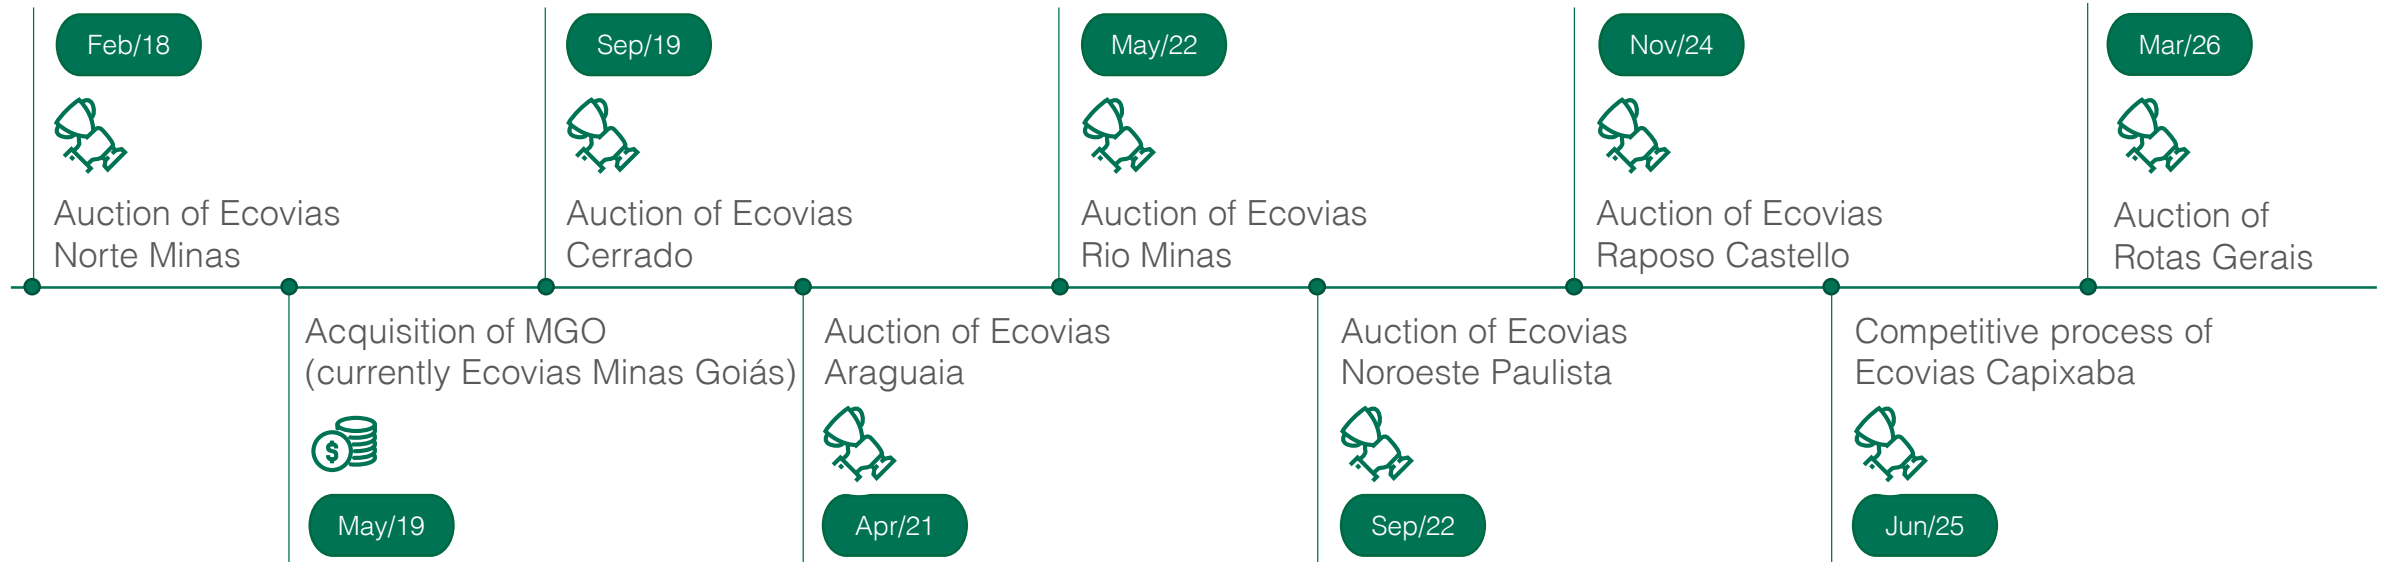 Feb/18
Auction of Ecovias
Norte Minas
Acquisition of MGO
(currently Ecovias Minas Goiás)
$
May/19
Sep/19
Auction of Ecovias
Cerrado
Auction of Ecovias
Araguaia
Apr/21
May/22
Auction of Ecovias
Rio Minas
Auction of Ecovias
Noroeste Paulista
Sep/22
Nov/24
Auction of Ecovias
Raposo Castello
Competitive process of
Ecovias Capixaba
Jun/25
Mar/26
Auction of
Rotas Gerais